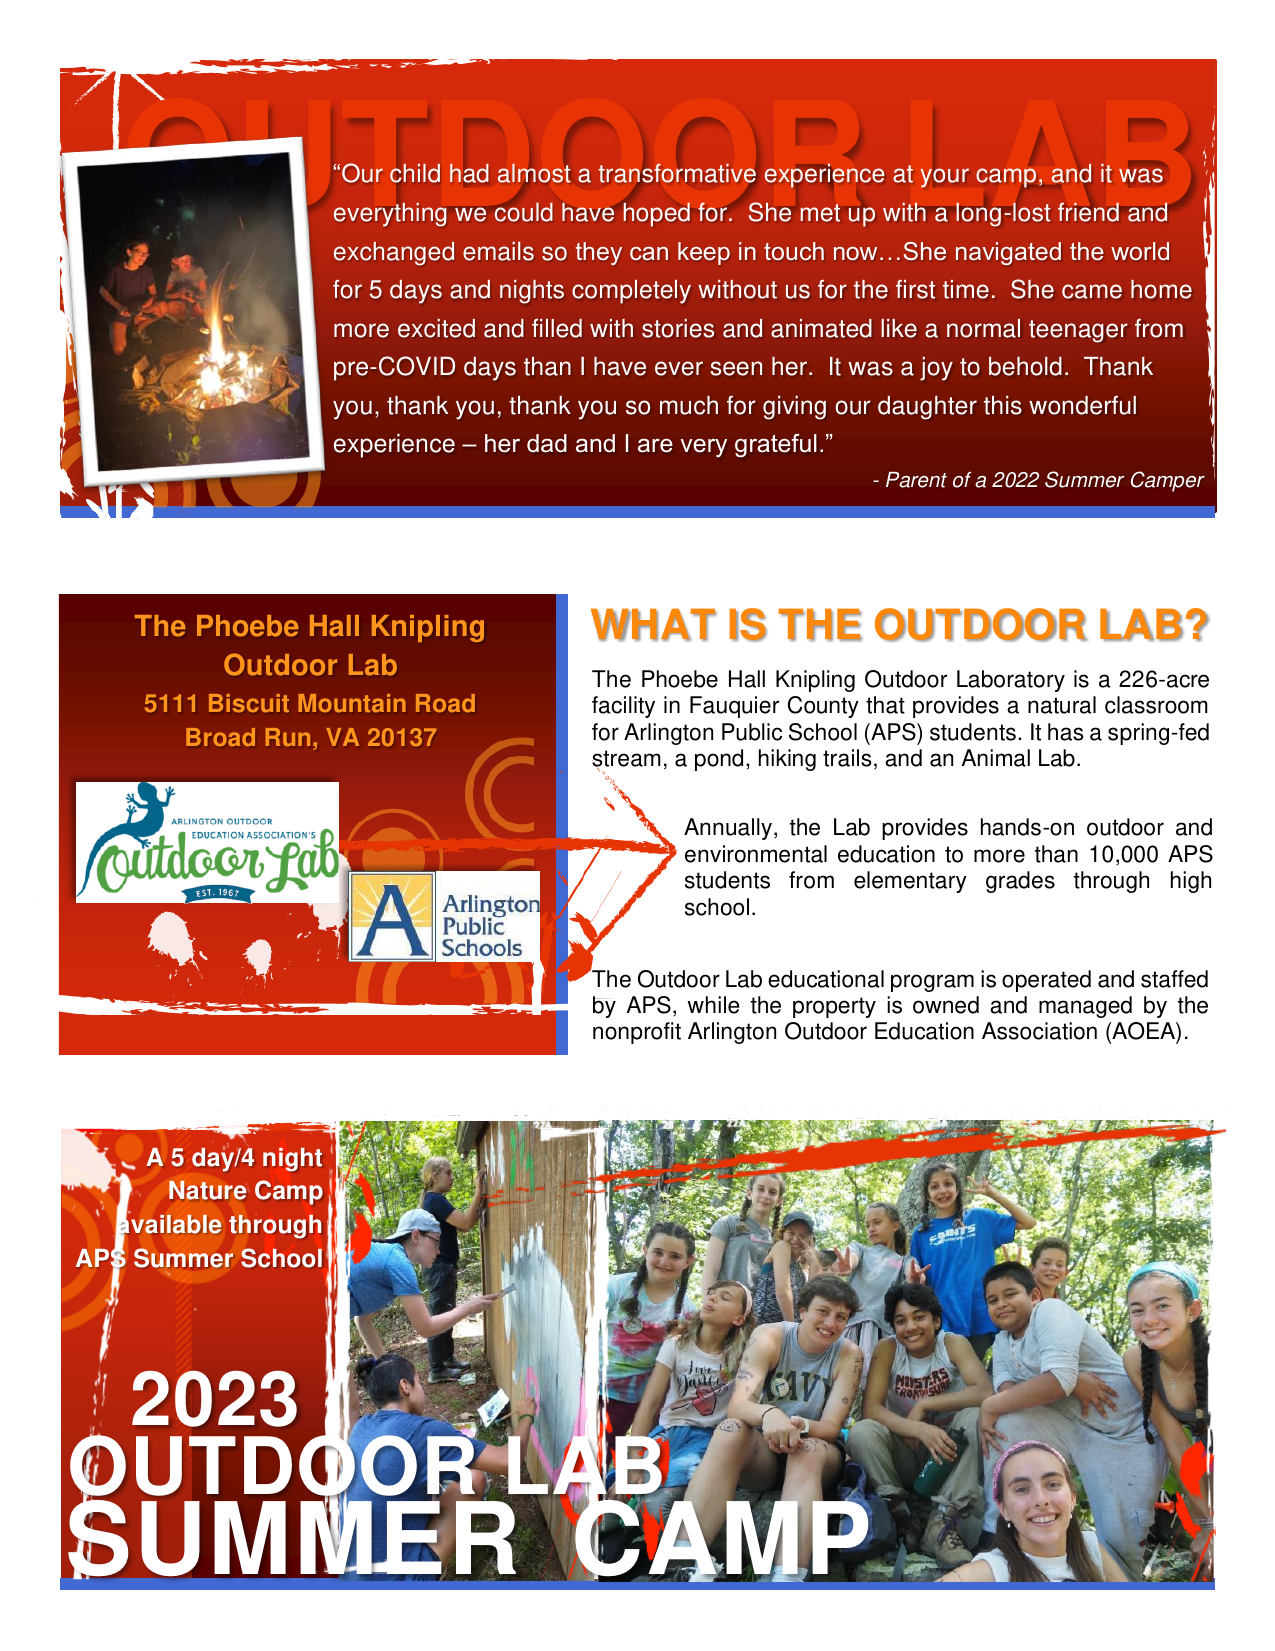 OUTDOOR LAB
“Our child had almost a transformative experience at your camp, and it was
everything we could have hoped for.  She met up with a long-lost friend and
exchanged emails so they can keep in touch now…She navigated the world
for 5 days and nights completely without us for the first time.  She came home
more excited and filled with stories and animated like a normal teenager from
pre-COVID days than I have ever seen her.  It was a joy to behold.  Thank
you, thank you, thank you so much for giving our daughter this wonderful
experience – her dad and I are very grateful.”
- Parent of a 2022 Summer Camper
The Phoebe Hall Knipling
Outdoor Lab
5111 Biscuit Mountain Road
Broad Run, VA 20137
ARLINGTON OUTDOOR
EDUCATION ASSOCIATION'S
Outdoor Lab
EST. 1967
A
Arlington
Public
Schools
WHAT IS THE OUTDOOR LAB?
The Phoebe Hall Knipling Outdoor Laboratory is a 226-acre
facility in Fauquier County that provides a natural classroom
for Arlington Public School (APS) students. It has a spring-fed
stream, a pond, hiking trails, and an Animal Lab.
Annually, the Lab provides hands-on outdoor and
environmental education to more than 10,000 APS
students from elementary grades through high
school.
The Outdoor Lab educational program is operated and staffed
by APS, while the property is owned and managed by the
nonprofit Arlington Outdoor Education Association (AOEA).
A 5 day/4 night
Nature Camp
available through
APS Summer School
2023
OUTDOOR LAB
SUMMER CAMP